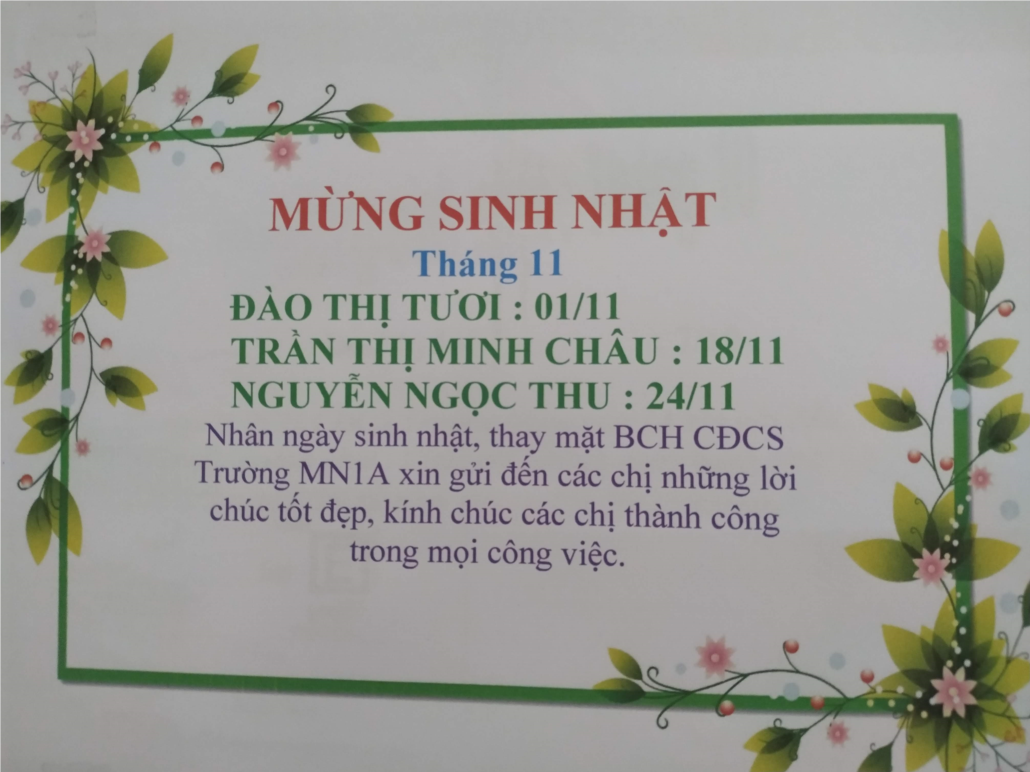 MỪNG SINH NHẬT
Tháng 11
ĐÀO THỊ TƯƠI : 01/11
TRẦN THỊ MINH CHÂU : 18/11
NGUYỄN NGỌC THU : 24/11
Nhân ngày sinh nhật, thay mặt BCH CĐCS
Trường MN1A xin gửi đến các chị những lời
chúc tốt đẹp, kính chúc các chị thành công
trong mọi công việc.